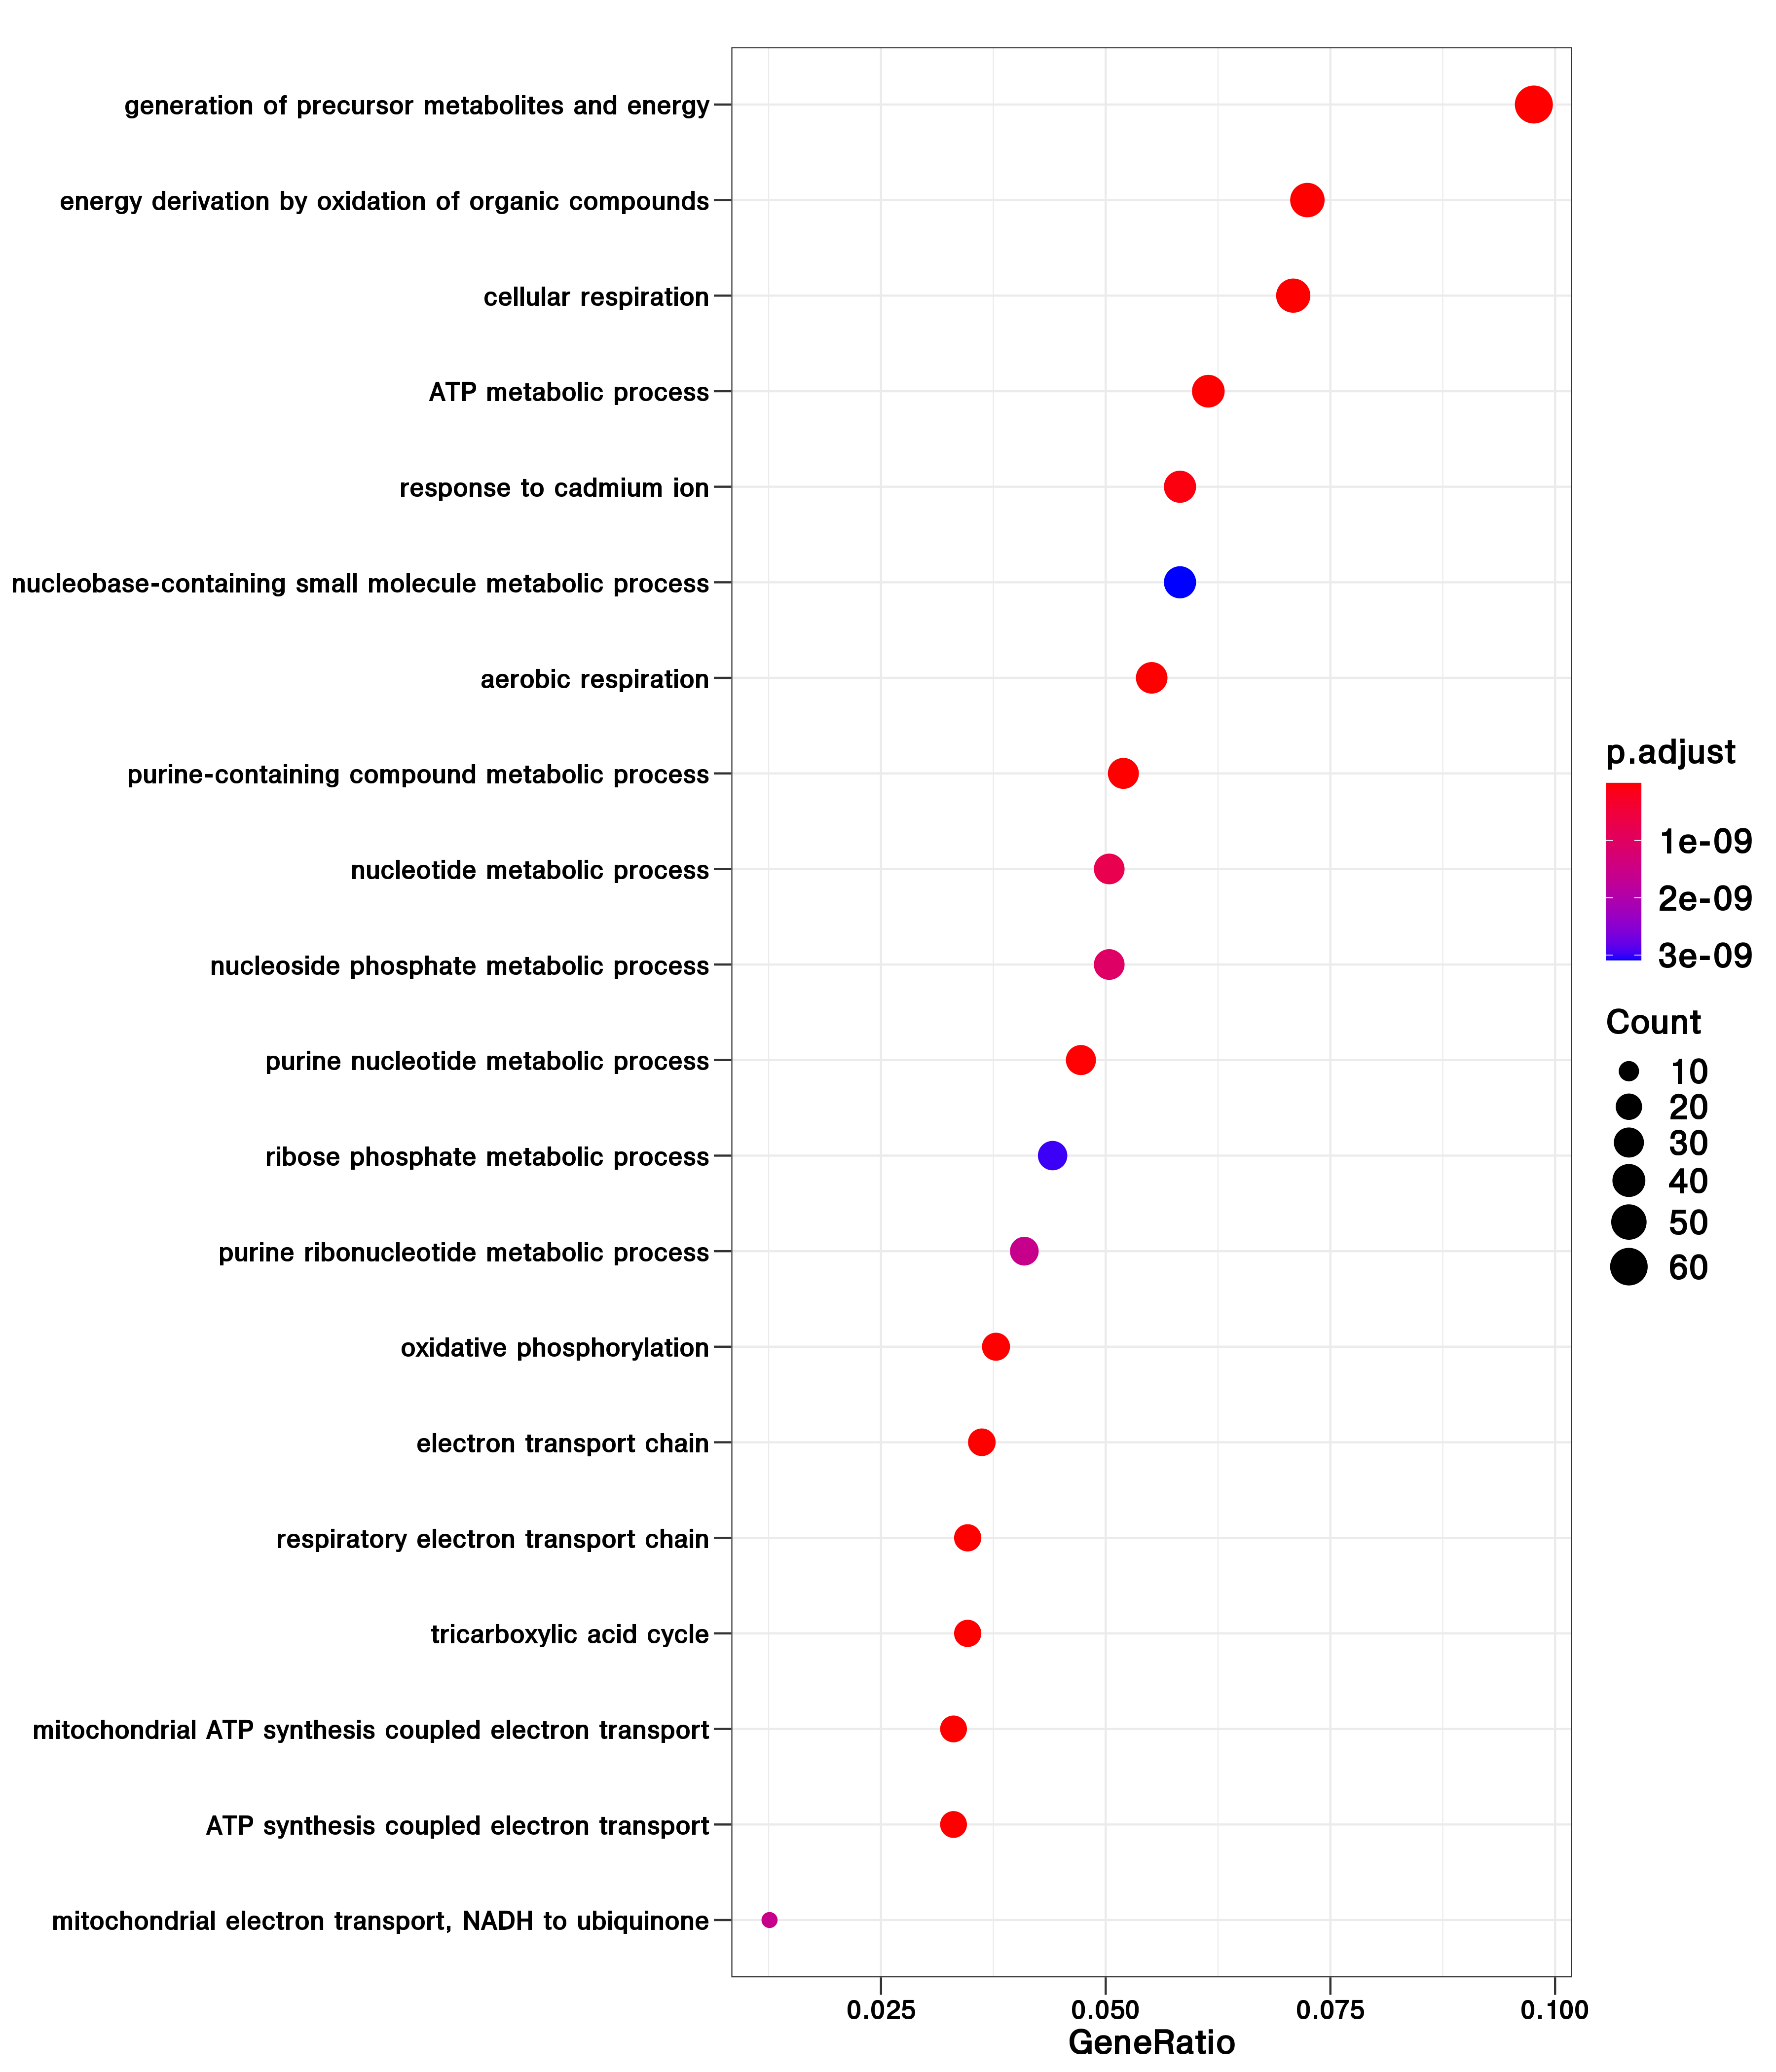 generation of precursor metabolites and energy
energy derivation by oxidation of organic compounds
cellular respiration
ATP metabolic process
response to cadmium ion
nucleobase-containing small molecule metabolic process
aerobic respiration
purine-containing compound metabolic process
nucleotide metabolic process
nucleoside phosphate metabolic process
purine nucleotide metabolic process
ribose phosphate metabolic process
purine ribonucleotide metabolic process
oxidative phosphorylation
electron transport chain
respiratory electron transport chain
tricarboxylic acid cycle
mitochondrial ATP synthesis coupled electron transport
ATP synthesis coupled electron transport
mitochondrial electron transport, NADH to ubiquinone
0.025 0.050 0.075 0.100
GeneRatio
p.adjust
1e-09
2e-09
3e-09
Count
10
20
30
40
50
60